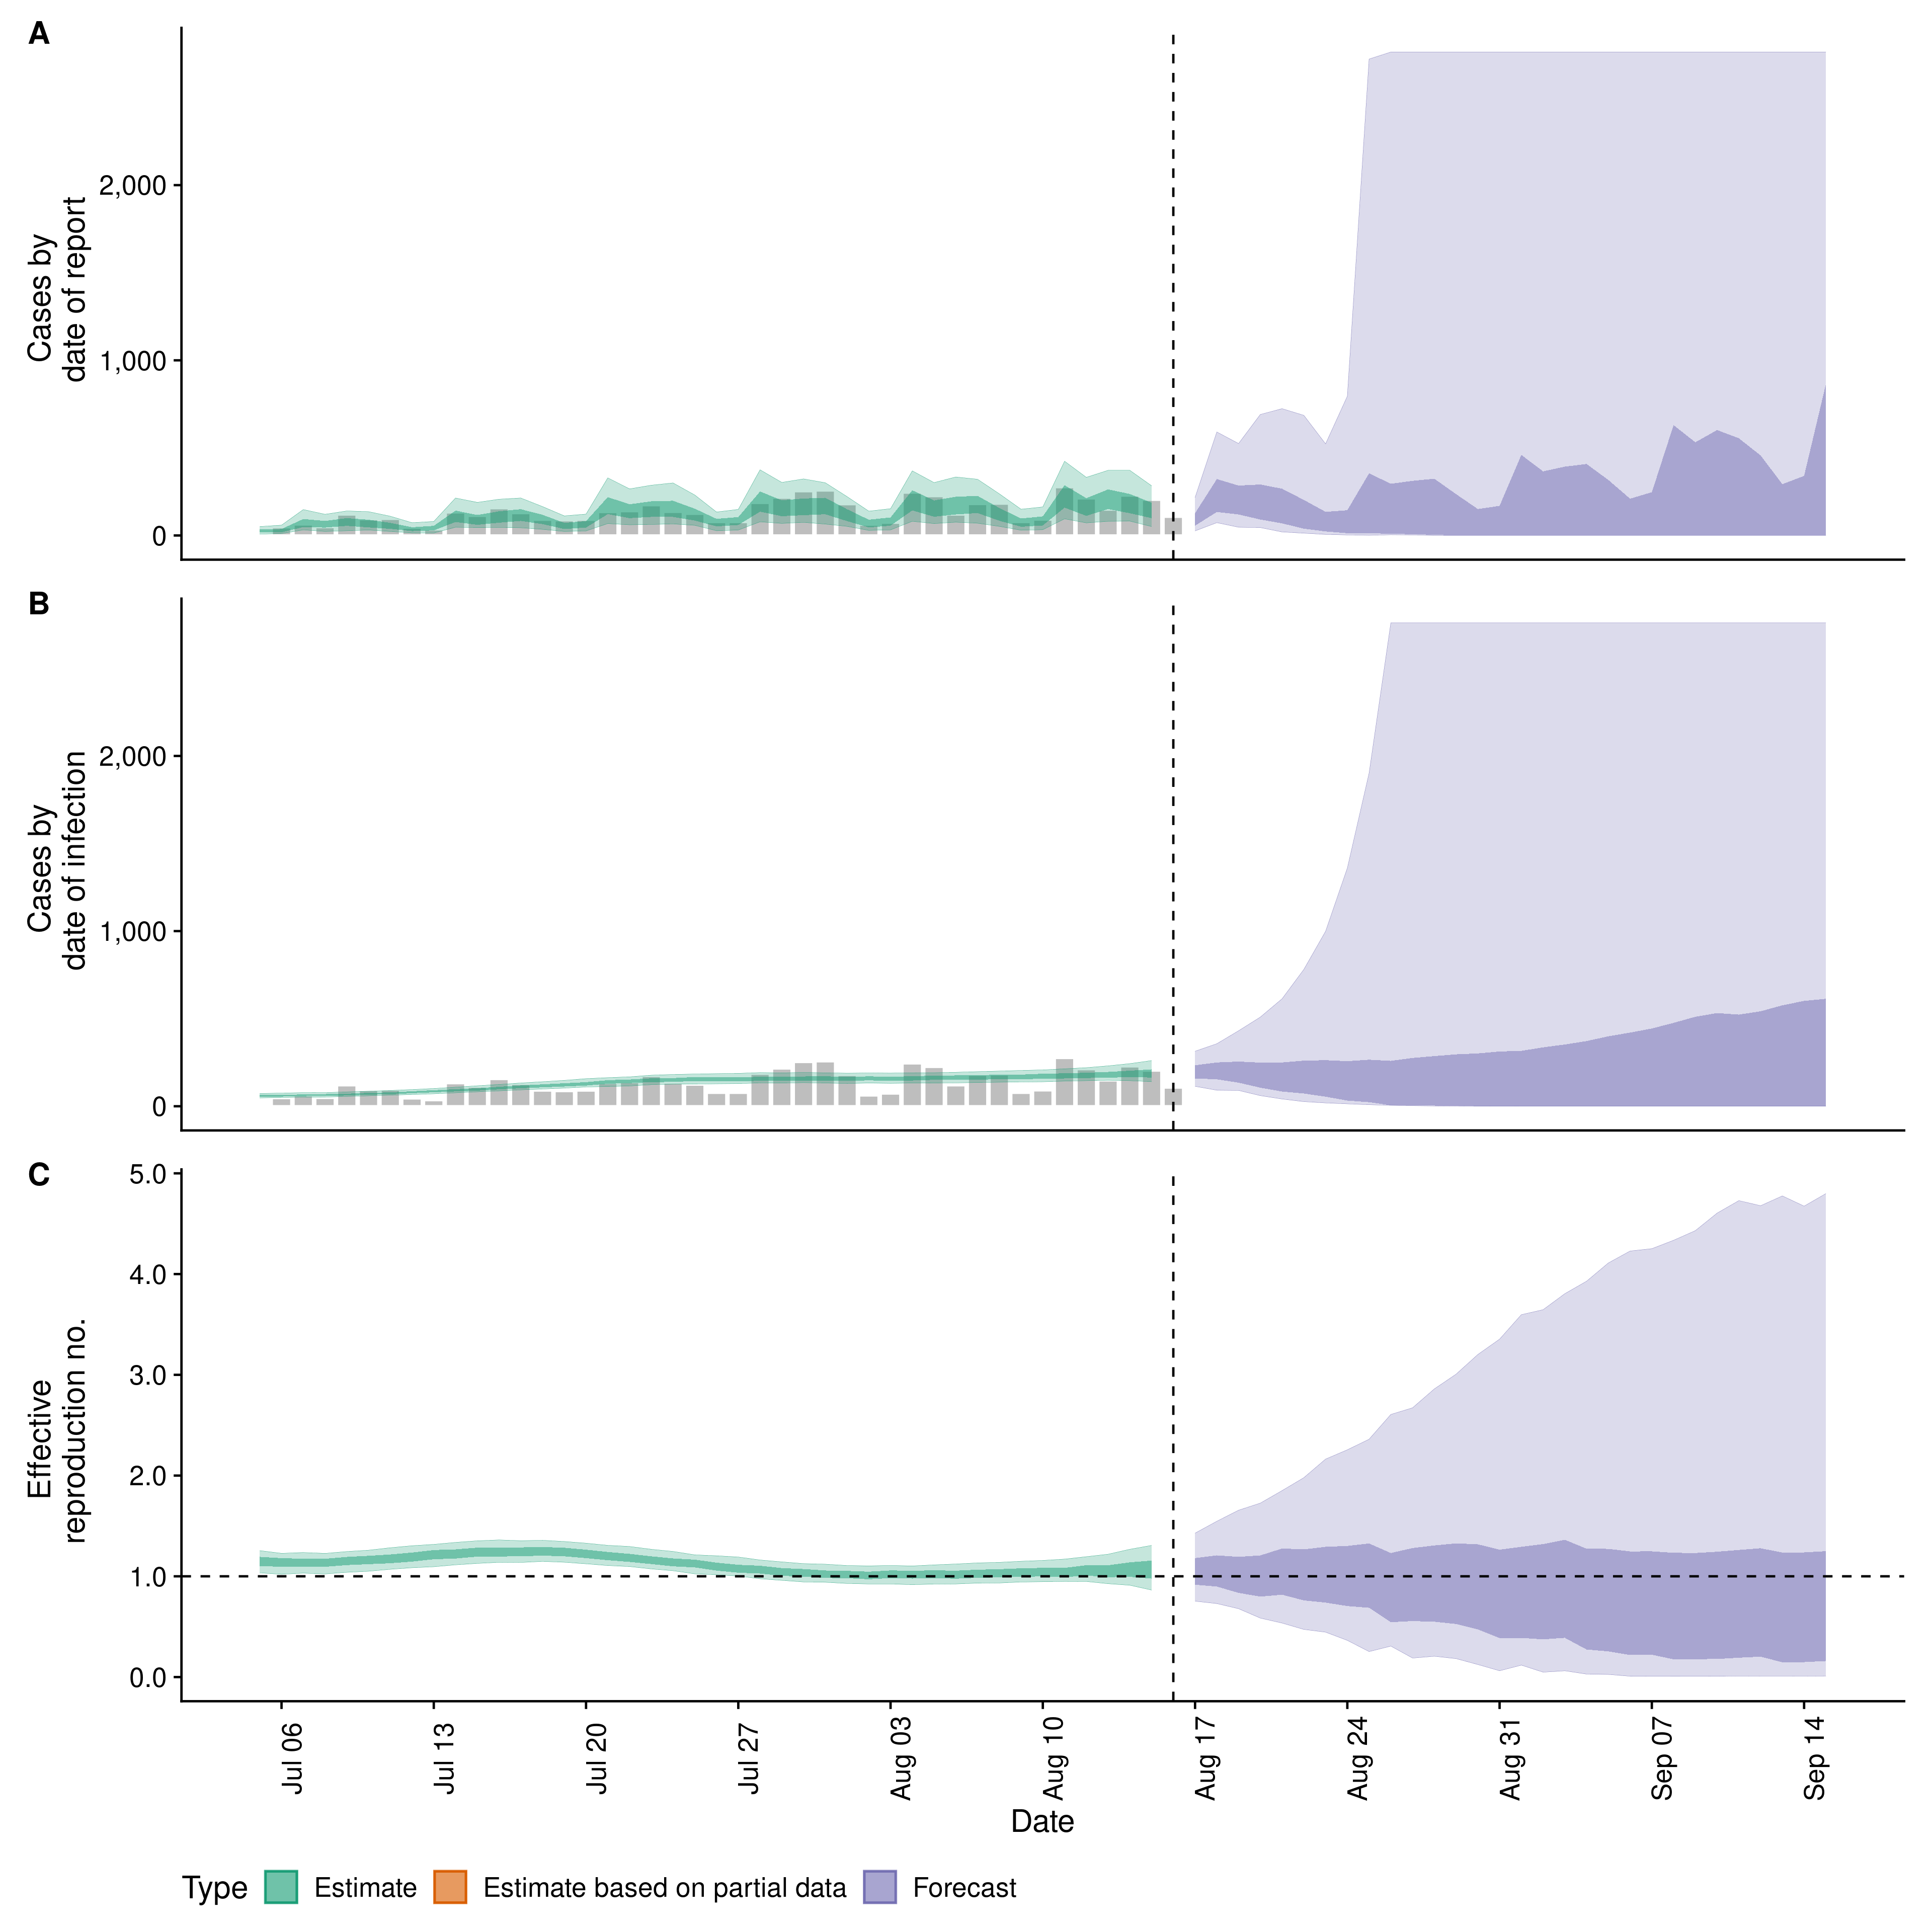 A
Cases by
date of report
2,000
1,000
0
B
Cases by
date of infection
2,000
1,000
0
C
Effective
reproduction no.
5.0
4.0
3.0
2.0
1.0
0.0
Jul 06
Jul 13
Jul 20
Jul 27
Aug 03
Aug 10
Aug 17
Aug 24
Aug 31
Sep 07
Sep 14
Date
Type Estimate Estimate based on partial data Forecast